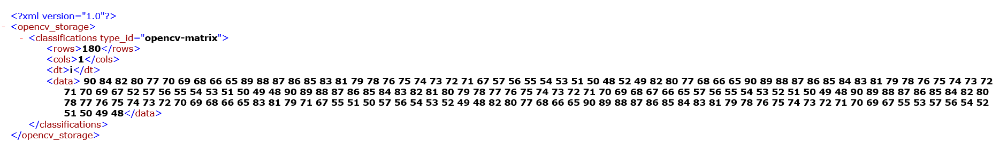 <?xml version="1.0"?>
- <opencv_storage>
- <classifications type_id="opencv-matrix">
<rows>180</rows>
<cols>1</cols>
<dt>i</dt>
<data> 90 84 82 80 77 70 69 68 66 65 89 88 87 86 85 83 81 79 78 76 75 74 73 72 71 67 57 56 55 54 53 51 50 48 52 49 82 80 77 68 66 65 90 89 88 87 86 85 84 83 81 79 78 76 75 74 73 72
71 70 69 67 52 57 56 55 54 53 51 50 49 48 90 89 88 87 86 85 84 83 82 81 80 79 78 77 76 75 74 73 72 71 70 69 68 67 66 65 57 56 55 54 53 52 51 50 49 48 90 89 88 87 86 85 84 82 80
78 77 76 75 74 73 72 70 69 68 66 65 83 81 79 71 67 55 51 50 57 56 54 53 52 49 48 82 80 77 68 66 65 90 89 88 87 86 85 84 83 81 79 78 76 75 74 73 72 71 70 69 67 55 53 57 56 54 52
51 50 49 48</data>
</classifications>
</opencv_storage>